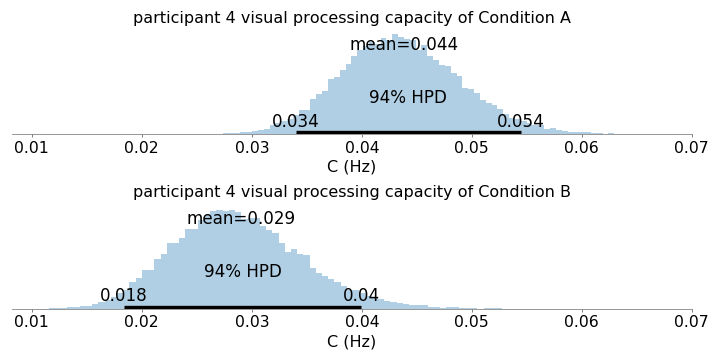 participant 4 visual processing capacity of Condition A
mean=0.044
94% HPD
0.034 0.054
0.01 0.02 0.03 0.04 0.05 0.06 0.07
C (Hz)
participant 4 visual processing capacity of Condition B
mean=0.029
94% HPD
0.018 0.04
0.01 0.02 0.03 0.04 0.05 0.06 0.07
C (Hz)